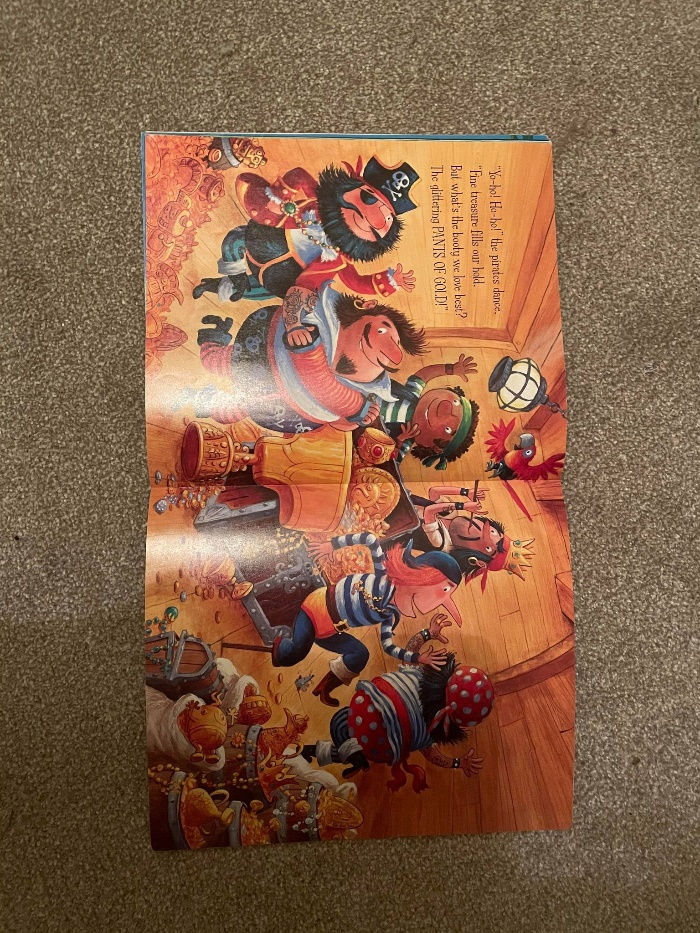 "Yo-ho! Ho-ho!" the pirates dance,
"Fine treasure fills our hold.
But what's the booty we love best?
The glittering PANTS OF GOLD!"